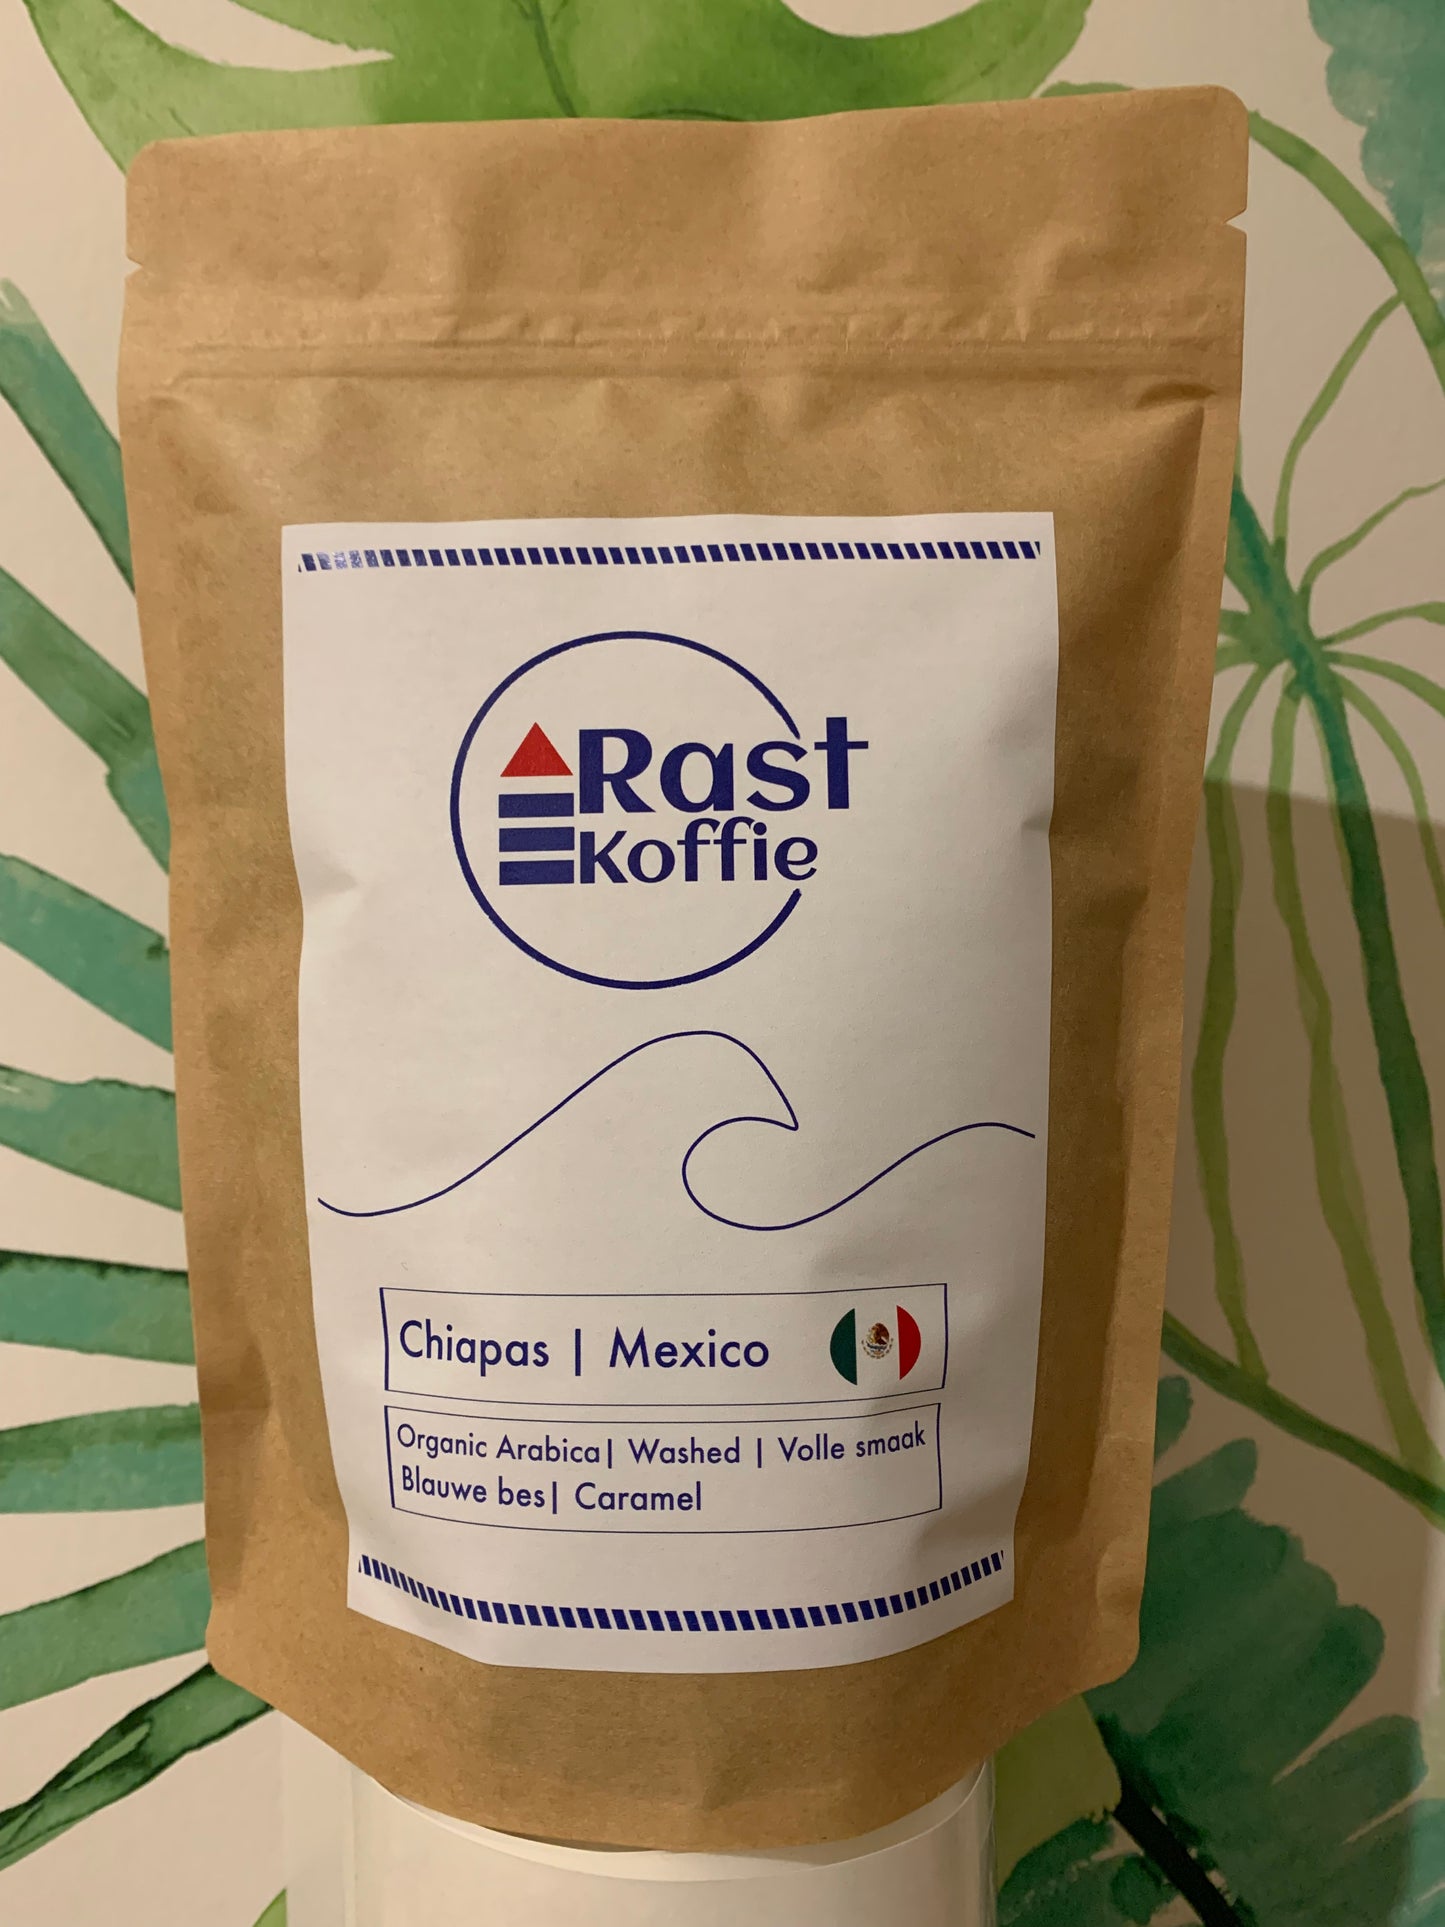 Rast
Koffie
Chiapas | Mexico
Organic Arabica| Washed | Volle smaak
Blauwe bes| Caramel